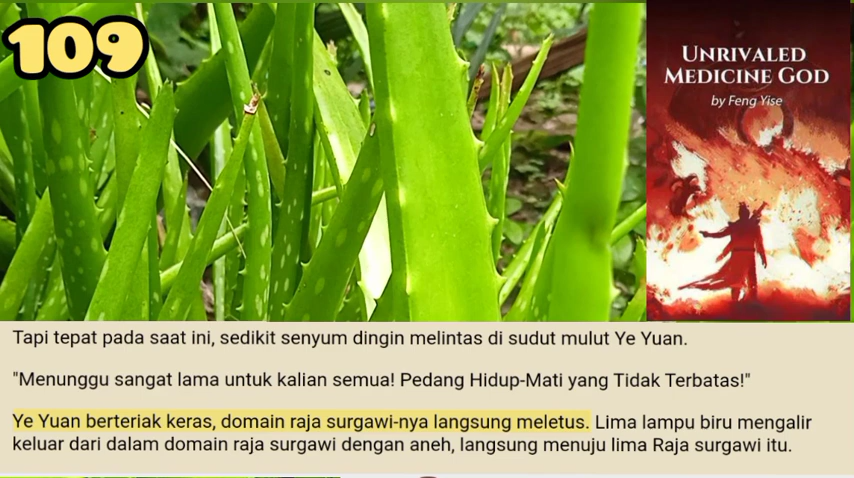 109
UNRIVALED
MEDICINE GOD
by Feng Yise
Tapi tepat pada saat ini, sedikit senyum dingin melintas di sudut mulut Ye Yuan.
"Menunggu sangat lama untuk kalian semua! Pedang Hidup-Mati yang Tidak Terbatas!"
Ye Yuan berteriak keras, domain raja surgawi-nya langsung meletus. Lima lampu biru mengalir
keluar dari dalam domain raja surgawi dengan aneh, langsung menuju lima Raja surgawi itu.